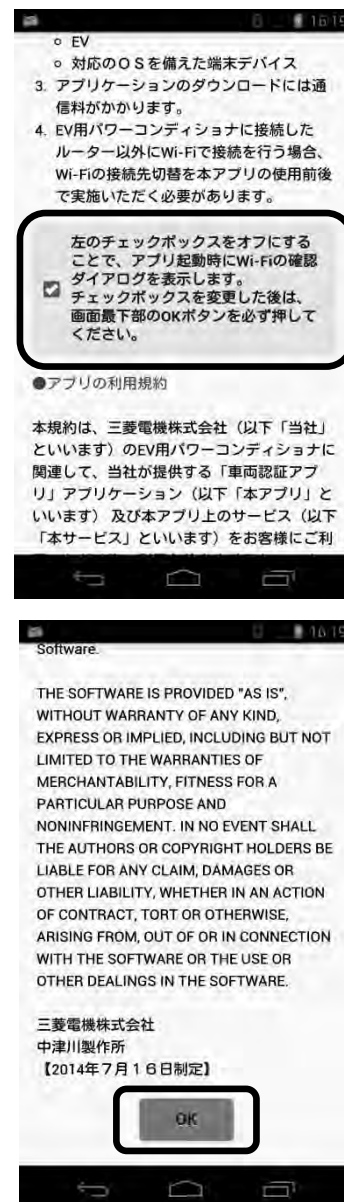 16:19
○ EV
○ 対応のＯＳを備えた端末デバイス
3. アプリケーションのダウンロードには通
信料がかかります。
4. EV用パワーコンディショナに接続した
ルーター以外にWi-Fiで接続を行う場合、
Wi-Fiの接続先切替を本アプリの使用前後
で実施いただく必要があります。
左のチェックボックスをオフにする
ことで、アプリ起動時にWi-Fiの確認
ダイアログを表示します。
チェックボックスを変更した後は、
画面最下部のOKボタンを必ず押して
ください。
●アプリの利用規約
本規約は、三菱電機株式会社（以下「当社」
といいます）のEV用パワーコンディショナに
関連して、当社が提供する「車両認証アプ
リ」アプリケーション（以下「本アプリ」と
いいます） 及び本アプリ上のサービス（以下
「本サービス」といいます）をお客様にご利
16:19
Software.
THE SOFTWARE IS PROVIDED "AS IS",
WITHOUT WARRANTY OF ANY KIND,
EXPRESS OR IMPLIED, INCLUDING BUT NOT
LIMITED TO THE WARRANTIES OF
MERCHANTABILITY, FITNESS FOR A
PARTICULAR PURPOSE AND
NONINFRINGEMENT. IN NO EVENT SHALL
THE AUTHORS OR COPYRIGHT HOLDERS BE
LIABLE FOR ANY CLAIM, DAMAGES OR
OTHER LIABILITY, WHETHER IN AN ACTION
OF CONTRACT, TORT OR OTHERWISE,
ARISING FROM, OUT OF OR IN CONNECTION
WITH THE SOFTWARE OR THE USE OR
OTHER DEALINGS IN THE SOFTWARE.
三菱電機株式会社
中津川製作所
【2014年７月１６日制定】
OK